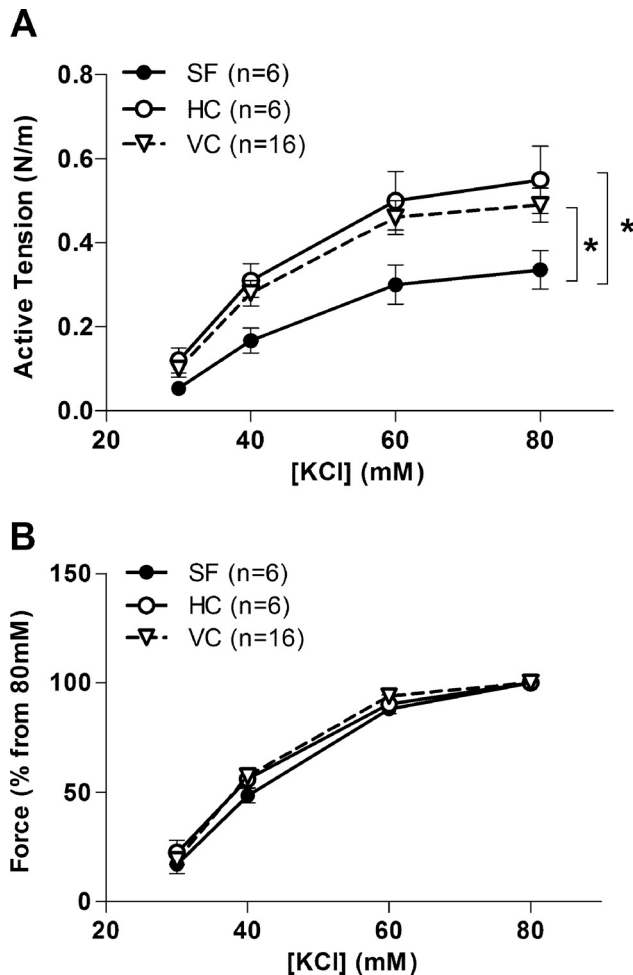 A
SF (n=6)
HC (n=6)
VC (n=16)
Active Tension (N/m)
0.8
0.6
0.4
0.2
0.0
*
*
20 40 60 80
[KCl] (mM)
B
SF (n=6)
HC (n=6)
VC (n=16)
Force (% from 80mM)
150
100
50
0
20 40 60 80
[KCl] (mM)